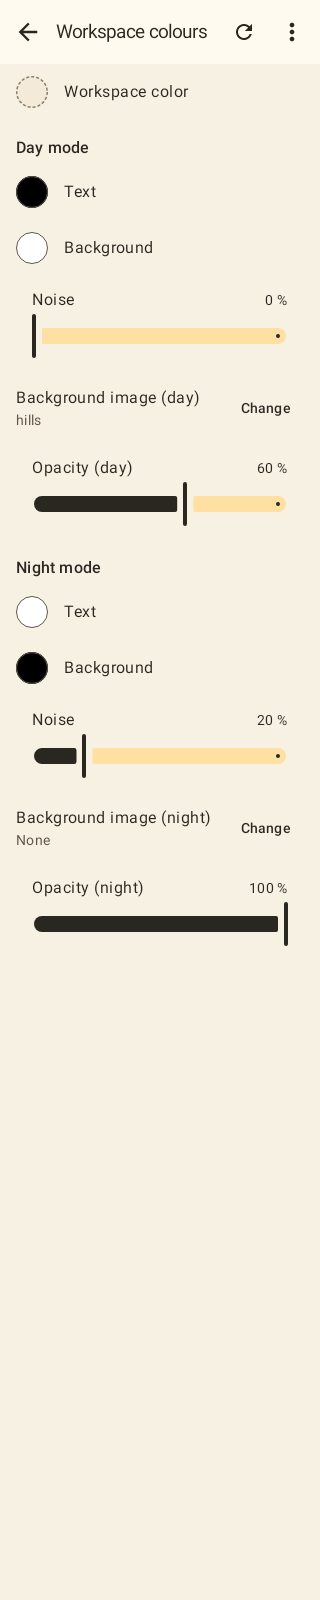 Workspace colours
Workspace color
Day mode
Text
Background
Noise 0 %
Background image (day)
hills
Change
Opacity (day) 60 %
Night mode
Text
Background
Noise 20 %
Background image (night)
None
Change
Opacity (night) 100 %